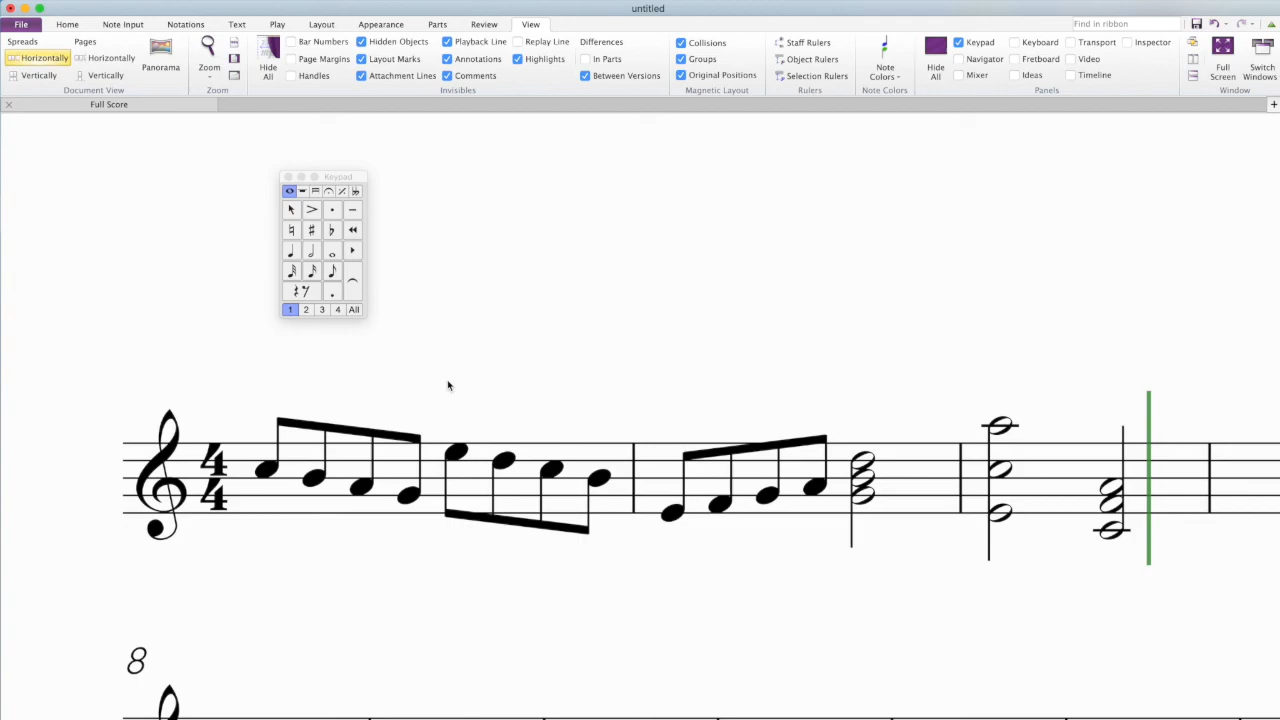 untitled
File Home Note Input Notations Text Play Layout Appearance Parts Review View Find in ribbon
Spreads Pages Bar Numbers Hidden Objects Playback Line Replay Line Differences Collisions Staff Rulers Keypad Keyboard Transport Inspector
Horizontally Horizontally Page Margins Layout Marks Annotations Highlights In Parts Groups Object Rulers Navigator Fretboard Video
Vertically Vertically Panorama Zoom Hide All Handles Attachment Lines Comments Between Versions Original Positions Selection Rulers Note Colors Hide All Mixer Ideas Timeline Full Screen Switch Windows
Document View Zoom Invisibles Magnetic Layout Rulers Note Colors Panels Window
Full Score
Keypad
1 2 3 4 All
4
4
8